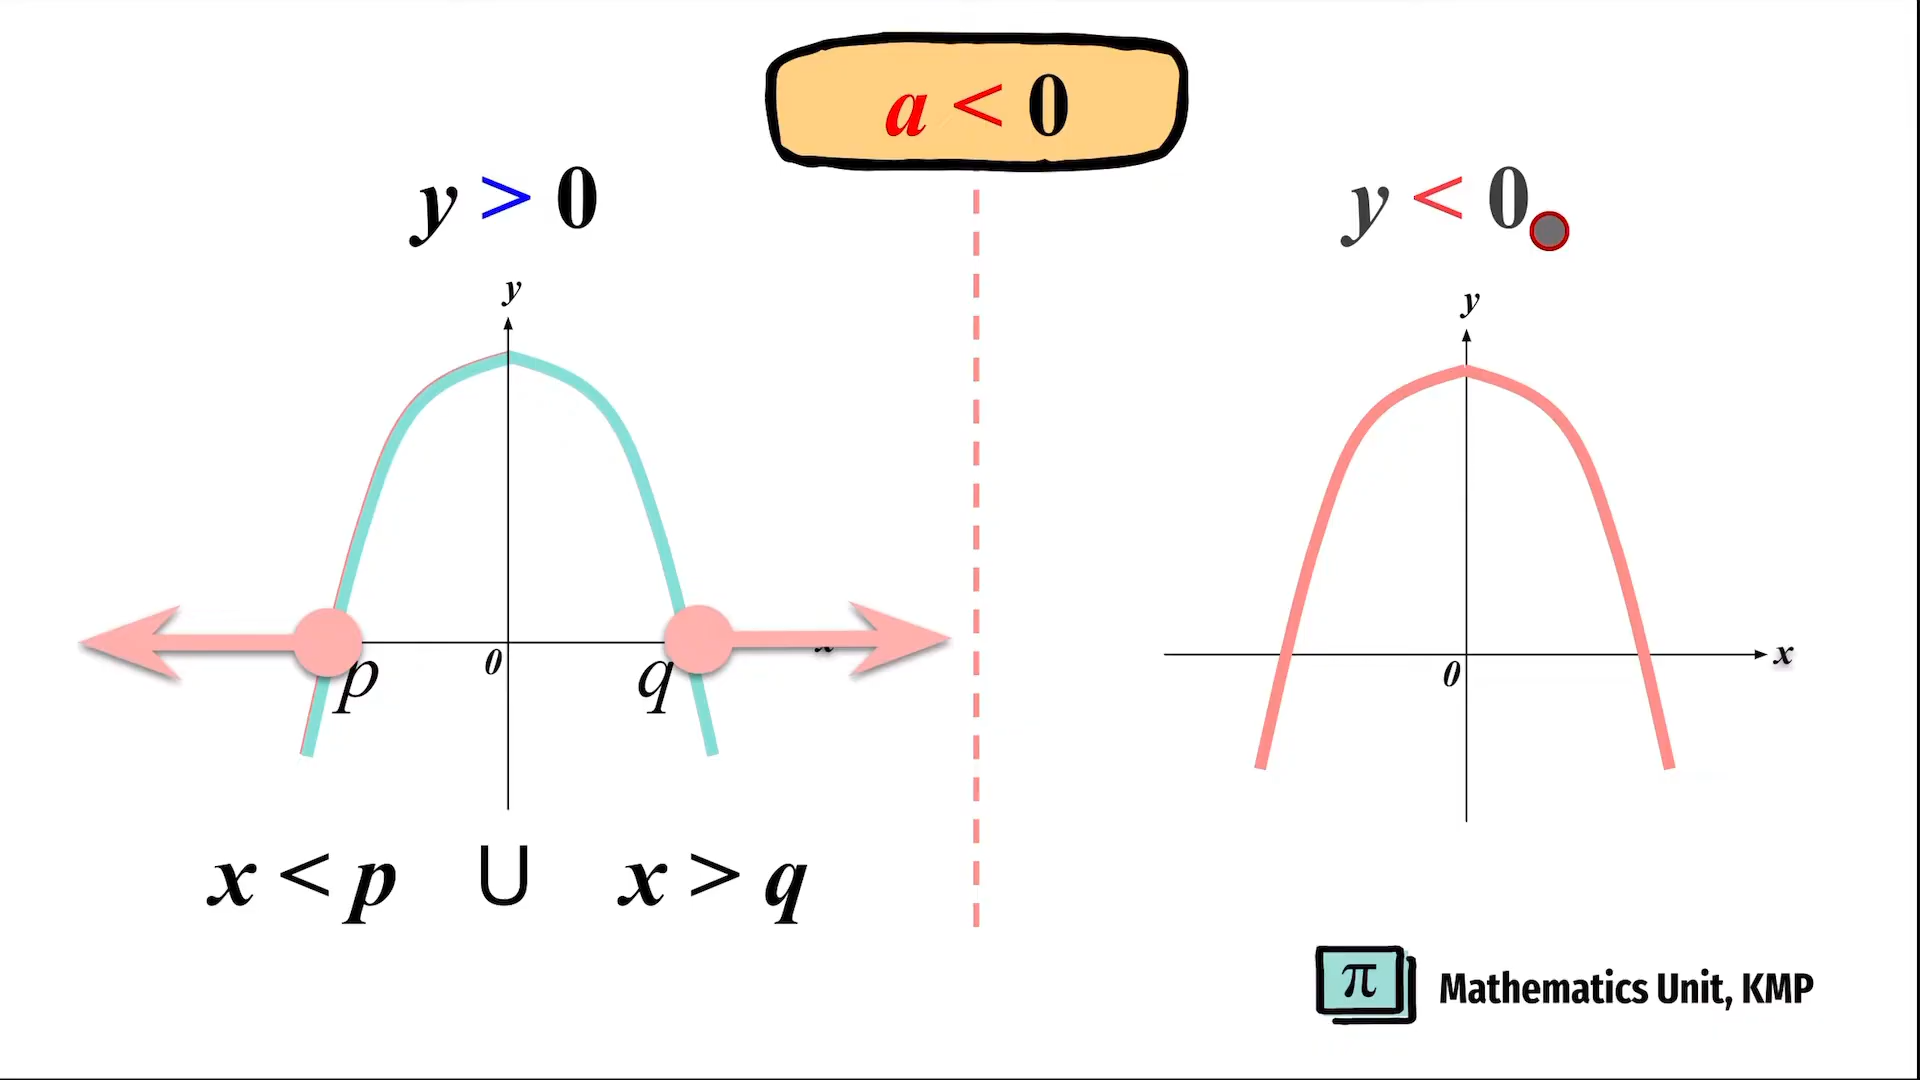 a < 0
y > 0
y < 0
y
y
x
0
p
q
x
0
x < p ∪ x > q
π
Mathematics Unit, KMP